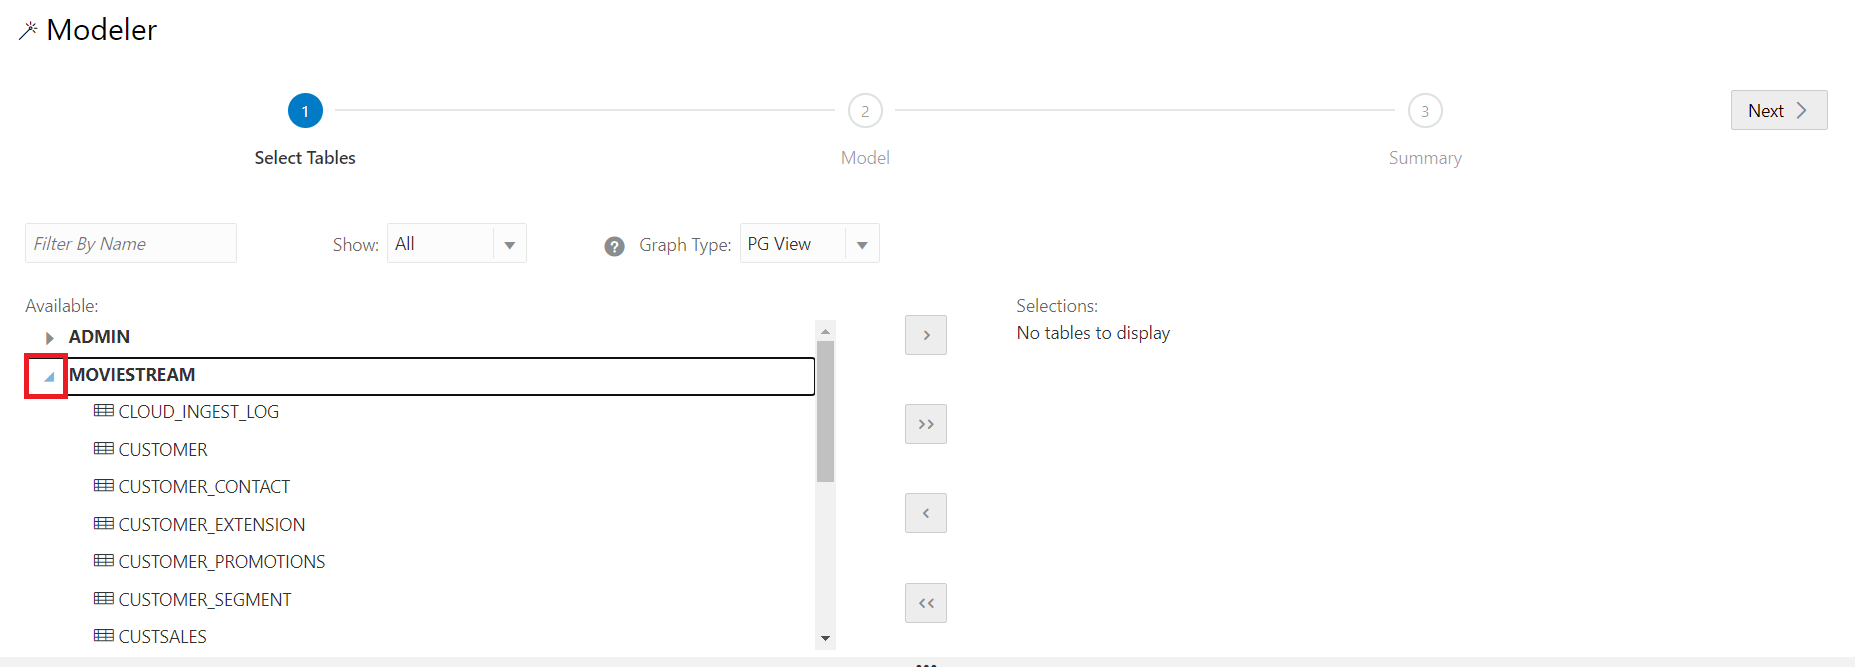 Modeler
1
2
3
Next
Select Tables
Model
Summary
Filter By Name
Show: All
? Graph Type: PG View
Available:
Selections:
ADMIN
No tables to display
MOVIESTREAM
CLOUD_INGEST_LOG
CUSTOMER
CUSTOMER_CONTACT
CUSTOMER_EXTENSION
CUSTOMER_PROMOTIONS
CUSTOMER_SEGMENT
CUSTSALES